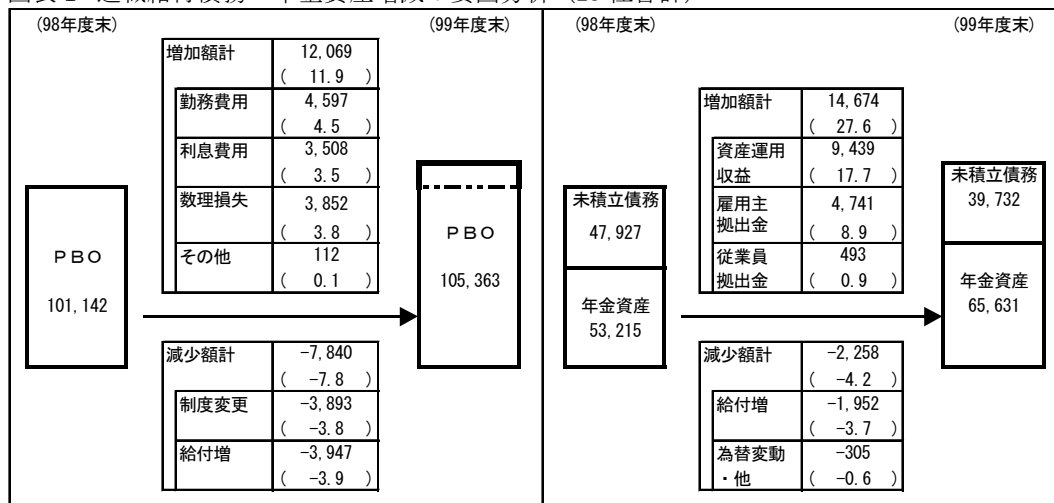 (98年度末)
(99年度末)
増加額計 12,069
( 11.9 )
勤務費用 4,597
( 4.5 )
利息費用 3,508
( 3.5 )
数理損失 3,852
( 3.8 )
その他 112
( 0.1 )
PBO
101,142
PBO
105,363
減少額計 -7,840
( -7.8 )
制度変更 -3,893
( -3.8 )
給付増 -3,947
( -3.9 )
(98年度末)
(99年度末)
増加額計 14,674
( 27.6 )
資産運用 9,439
収益 ( 17.7 )
雇用主 4,741
拠出金 ( 8.9 )
従業員 493
拠出金 ( 0.9 )
未積立債務
47,927
年金資産
53,215
未積立債務
39,732
年金資産
65,631
減少額計 -2,258
( -4.2 )
給付増 -1,952
( -3.7 )
為替変動 -305
・他 ( -0.6 )